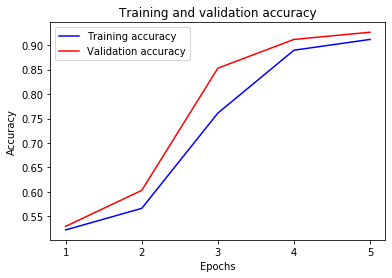 Training and validation accuracy
Training accuracy
Validation accuracy
0.90
0.85
0.80
0.75
0.70
0.65
0.60
0.55
Accuracy
1 2 3 4 5
Epochs